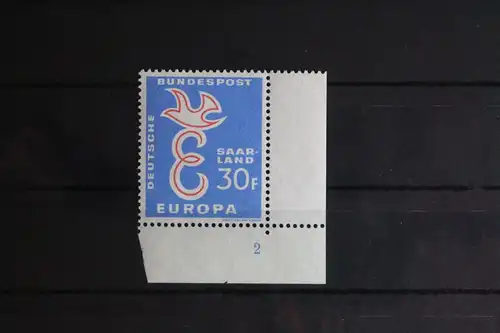 BUNDESPOST
DEUTSCHE
SAAR-
LAND
30F
EUROPA
2